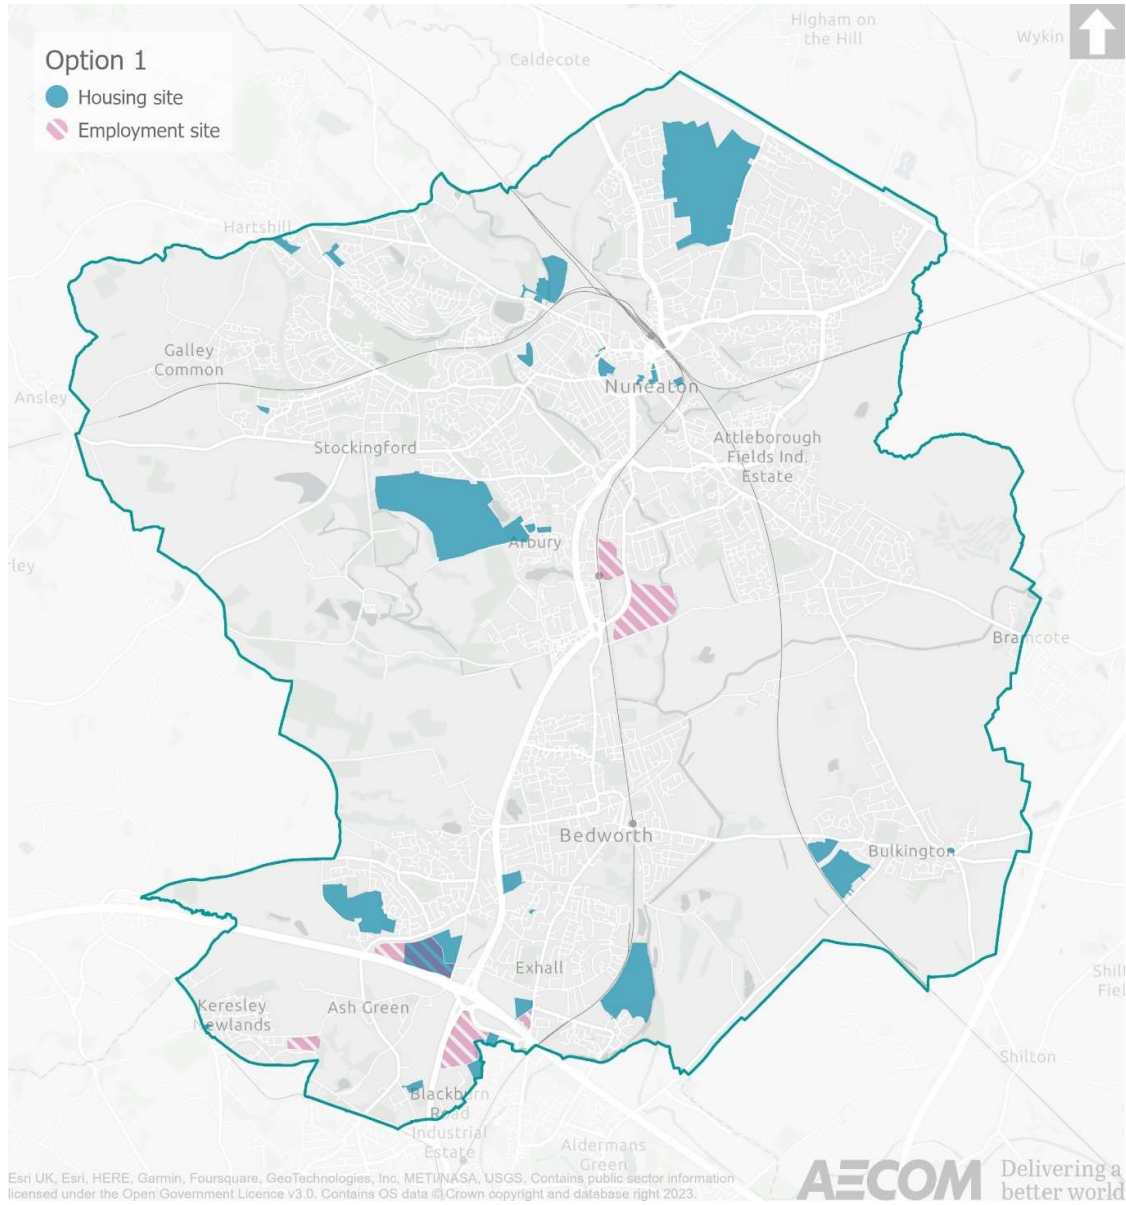 Option 1
Housing site
Employment site
Higham on
the Hill
Wykin
Caldecote
Hartshill
Galley
Common
Ansley
Nuneaton
Stockingford
Attleborough
Fields Ind.
Estate
Arbury
ley
Bramcote
Bedworth
Bulkington
Exhall
Keresley
Newlands
Ash Green
Shil
Fiel
Shilton
Blackburn
Road
Industrial
Estate
Aldermans
Green
Esri UK, Esri, HERE, Garmin, Foursquare, GeoTechnologies, Inc, METI/NASA, USGS. Contains public sector information
licensed under the Open Government Licence v3.0. Contains OS data © Crown copyright and database right 2023.
AECOM
Delivering a
better world